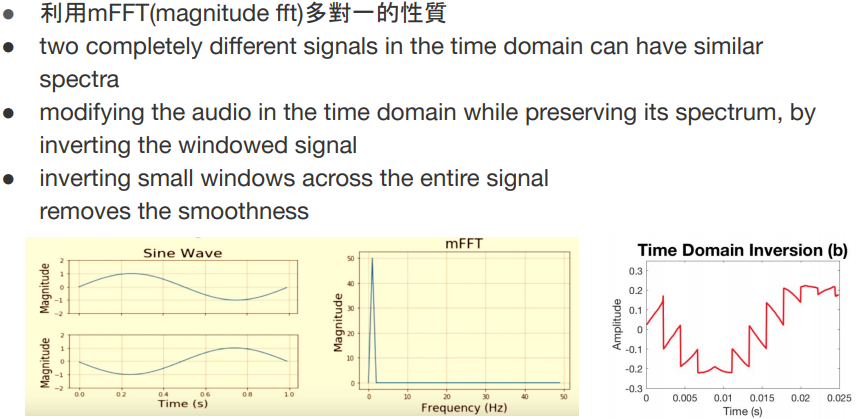 ● 利用mFFT(magnitude fft)多對一的性質
● two completely different signals in the time domain can have similar
spectra
● modifying the audio in the time domain while preserving its spectrum, by
inverting the windowed signal
● inverting small windows across the entire signal
removes the smoothness
Sine Wave
Magnitude
2
1
0
−1
−2
Magnitude
2
1
0
−1
−2
0.0 0.2 0.4 0.6 0.8 1.0
Time (s)
mFFT
Magnitude
50
40
30
20
10
0
0 10 20 30 40 50
Frequency (Hz)
Time Domain Inversion (b)
Amplitude
0.3
0.2
0.1
0
-0.1
-0.2
-0.3
0 0.005 0.01 0.015 0.02 0.025
Time (s)